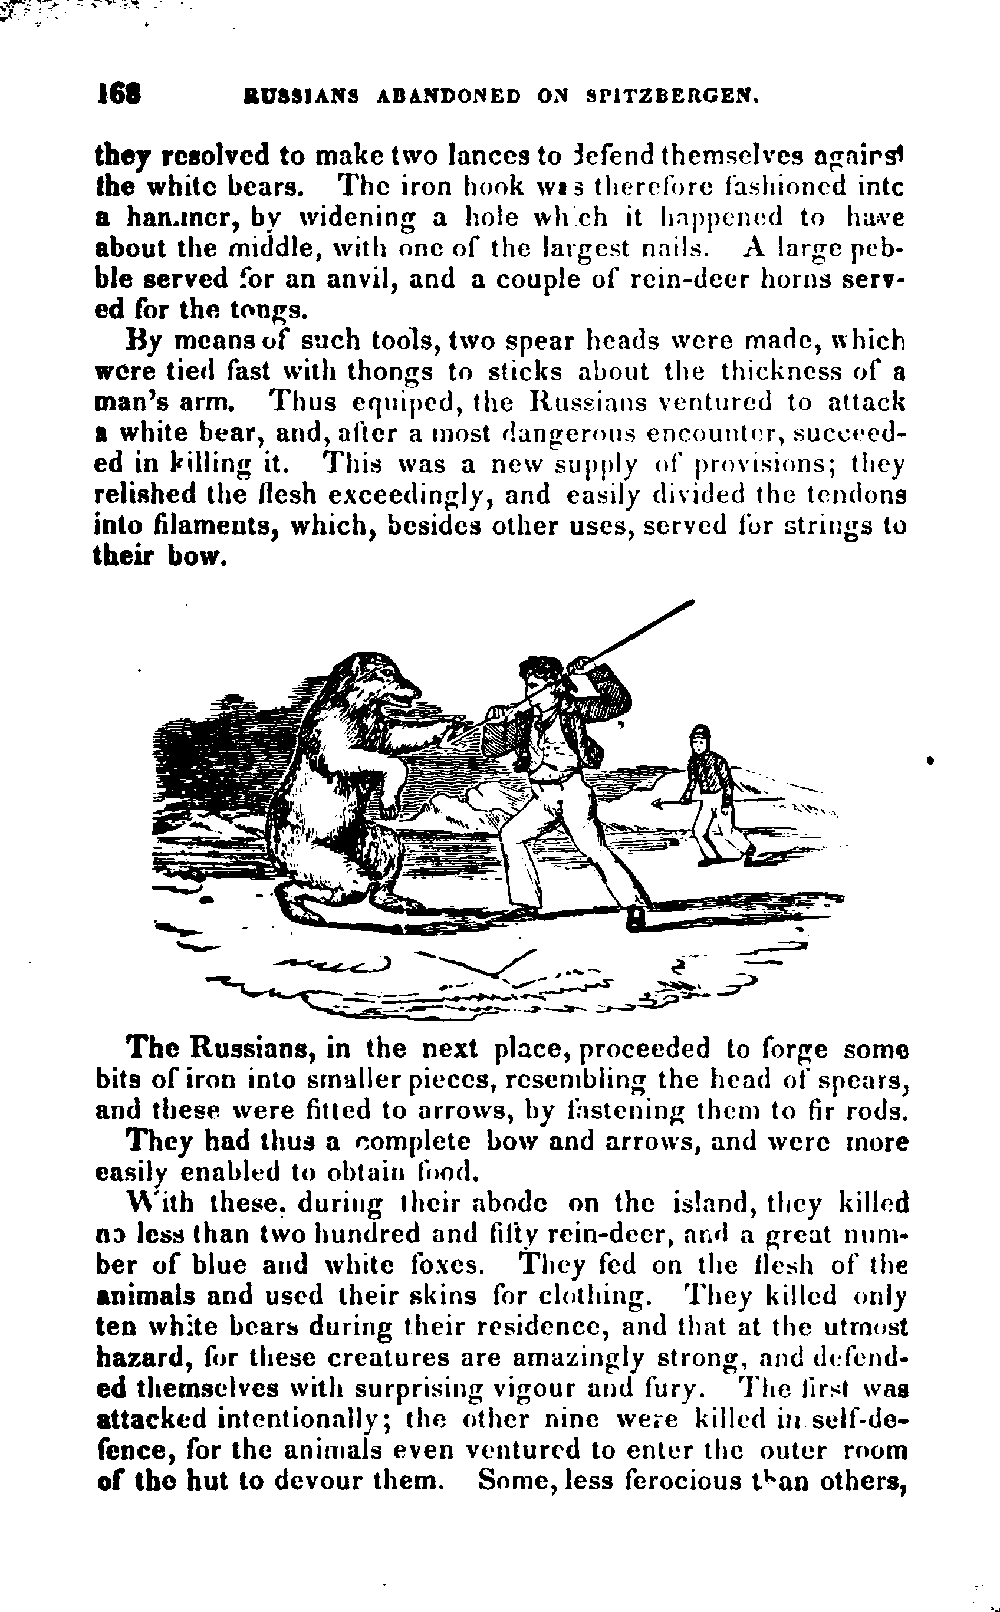 168 RUSSIANS ABANDONED ON SPITZBERGEN.
they resolved to make two lances to defend themselves against
the white bears. The iron hook was therefore fashioned into
a hammer, by widening a hole which it happened to have
about the middle, with one of the largest nails. A large peb-
ble served for an anvil, and a couple of rein-deer horns serv-
ed for the tongs.
By means of such tools, two spear heads were made, which
were tied fast with thongs to sticks about the thickness of a
man's arm. Thus equiped, the Russians ventured to attack
a white bear, and, after a most dangerous encounter, succeed-
ed in killing it. This was a new supply of provisions; they
relished the flesh exceedingly, and easily divided the tendons
into filaments, which, besides other uses, served for strings to
their bow.
The Russians, in the next place, proceeded to forge some
bits of iron into smaller pieces, resembling the head of spears,
and these were fitted to arrows, by fastening them to fir rods.
They had thus a complete bow and arrows, and were more
easily enabled to obtain food.
With these, during their abode on the island, they killed
no less than two hundred and fifty rein-deer, and a great num-
ber of blue and white foxes. They fed on the flesh of the
animals and used their skins for clothing. They killed only
ten white bears during their residence, and that at the utmost
hazard, for these creatures are amazingly strong, and defend-
ed themselves with surprising vigour and fury. The first was
attacked intentionally; the other nine were killed in self-de-
fence, for the animals even ventured to enter the outer room
of the hut to devour them. Some, less ferocious than others,